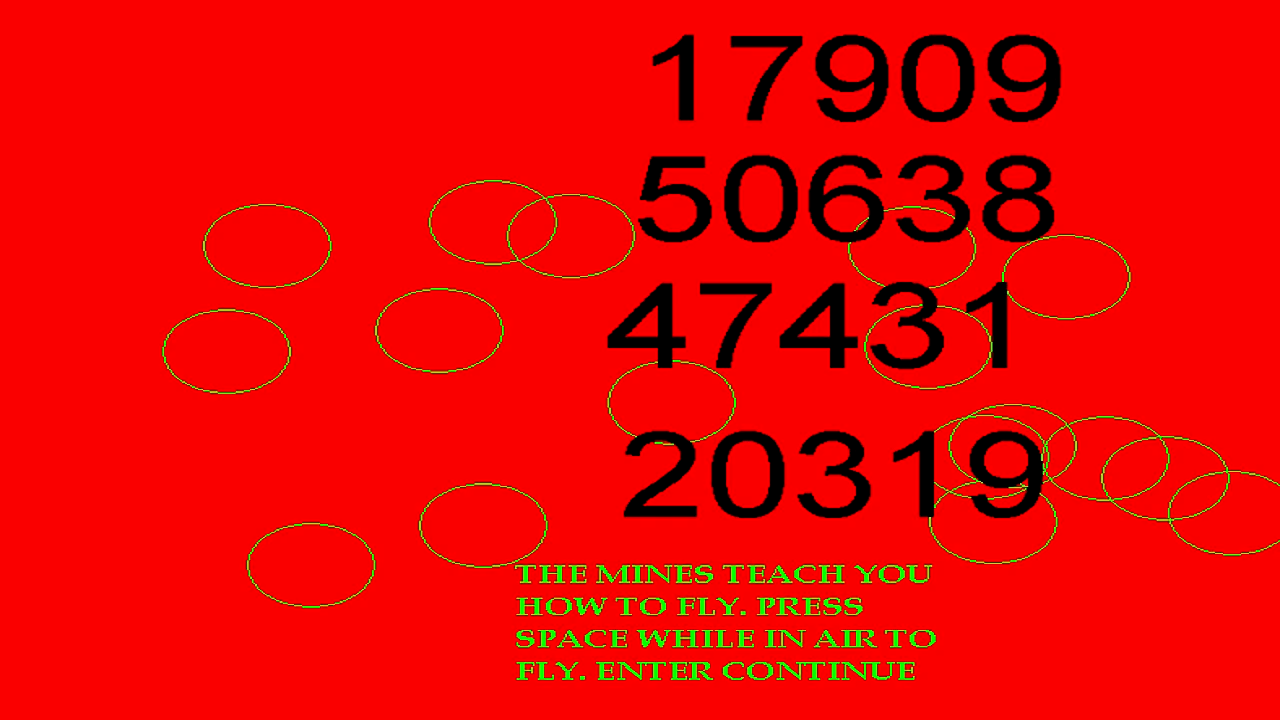 17909
50638
47431
20319
THE MINES TEACH YOU
HOW TO FLY. PRESS
SPACE WHILE IN AIR TO
FLY. ENTER CONTINUE